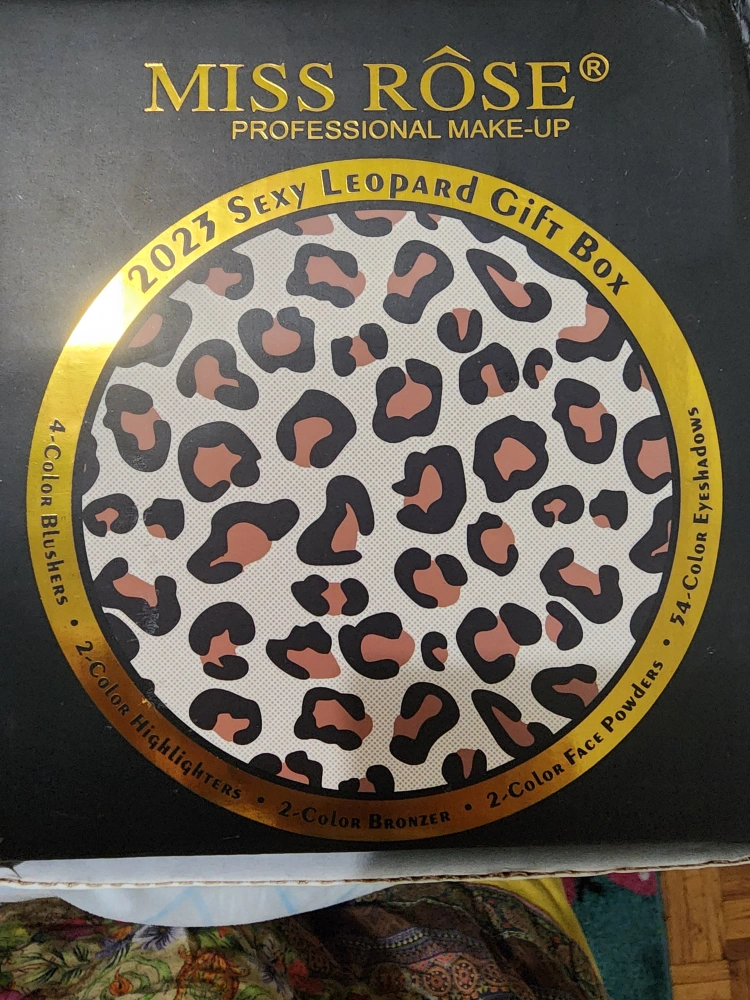 MISS RÔSE®
PROFESSIONAL MAKE-UP
2023 SEXY LEOPARD GIFT BOX
4-COLOR BLUSHERS • 2-COLOR HIGHLIGHTERS • 2-COLOR BRONZER • 2-COLOR FACE POWDERS • 54-COLOR EYESHADOWS